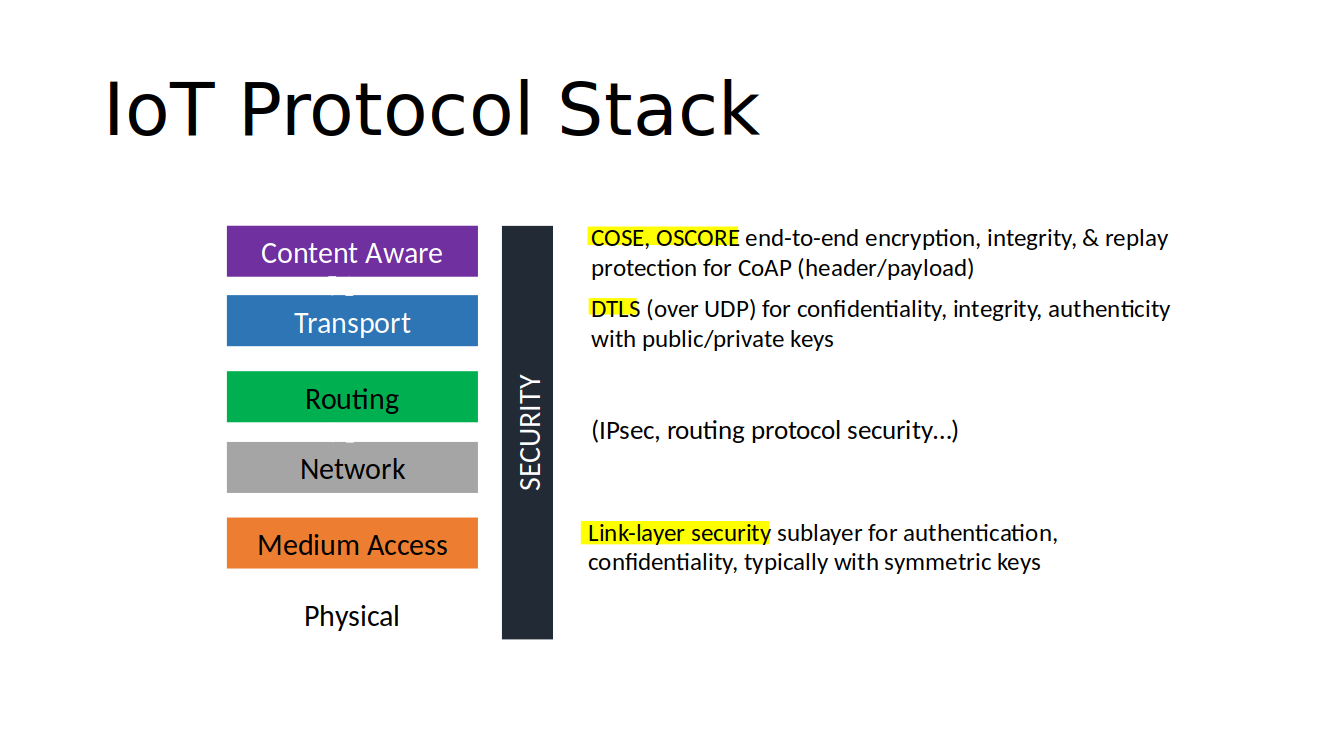 IoT Protocol Stack
Content Aware
Transport
Routing
Network
Medium Access
Physical
SECURITY
COSE, OSCORE end-to-end encryption, integrity, & replay
protection for CoAP (header/payload)
DTLS (over UDP) for confidentiality, integrity, authenticity
with public/private keys
(IPsec, routing protocol security…)
Link-layer security sublayer for authentication,
confidentiality, typically with symmetric keys